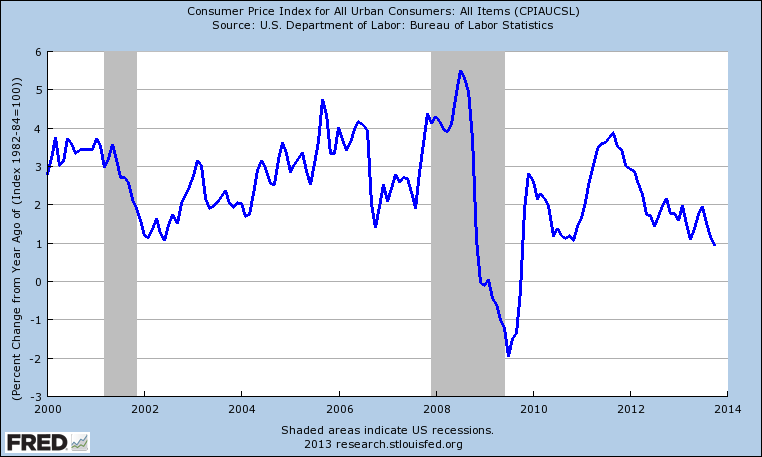 Consumer Price Index for All Urban Consumers: All Items (CPIAUCSL)
Source: U.S. Department of Labor: Bureau of Labor Statistics
(Percent Change from Year Ago of (Index 1982-84=100))
6
5
4
3
2
1
0
-1
-2
-3
2000 2002 2004 2006 2008 2010 2012 2014
Shaded areas indicate US recessions.
2013 research.stlouisfed.org
FRED